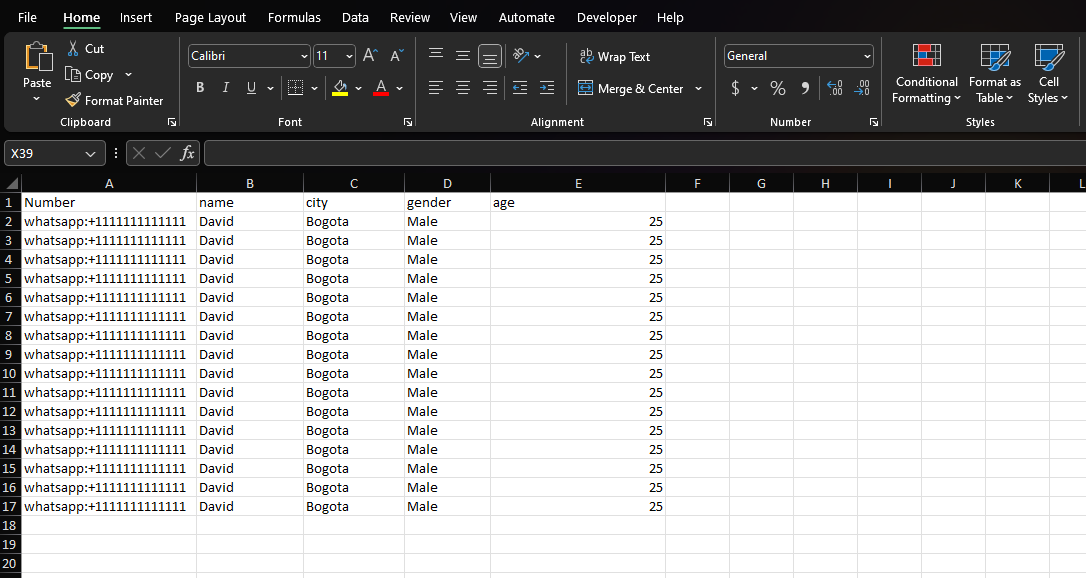 File Home Insert Page Layout Formulas Data Review View Automate Developer Help
Paste Cut Copy Format Painter Clipboard
Calibri 11 A A B I U A Font
ab Wrap Text Merge & Center Alignment
General $ % 9 .00 .00 Number
Conditional Formatting Format as Table Cell Styles Styles
X39 fx
A B C D E F G H I J K L
1 Number name city gender age
2 whatsapp:+1111111111111 David Bogota Male 25
3 whatsapp:+1111111111111 David Bogota Male 25
4 whatsapp:+1111111111111 David Bogota Male 25
5 whatsapp:+1111111111111 David Bogota Male 25
6 whatsapp:+1111111111111 David Bogota Male 25
7 whatsapp:+1111111111111 David Bogota Male 25
8 whatsapp:+1111111111111 David Bogota Male 25
9 whatsapp:+1111111111111 David Bogota Male 25
10 whatsapp:+1111111111111 David Bogota Male 25
11 whatsapp:+1111111111111 David Bogota Male 25
12 whatsapp:+1111111111111 David Bogota Male 25
13 whatsapp:+1111111111111 David Bogota Male 25
14 whatsapp:+1111111111111 David Bogota Male 25
15 whatsapp:+1111111111111 David Bogota Male 25
16 whatsapp:+1111111111111 David Bogota Male 25
17 whatsapp:+1111111111111 David Bogota Male 25
18
19
20